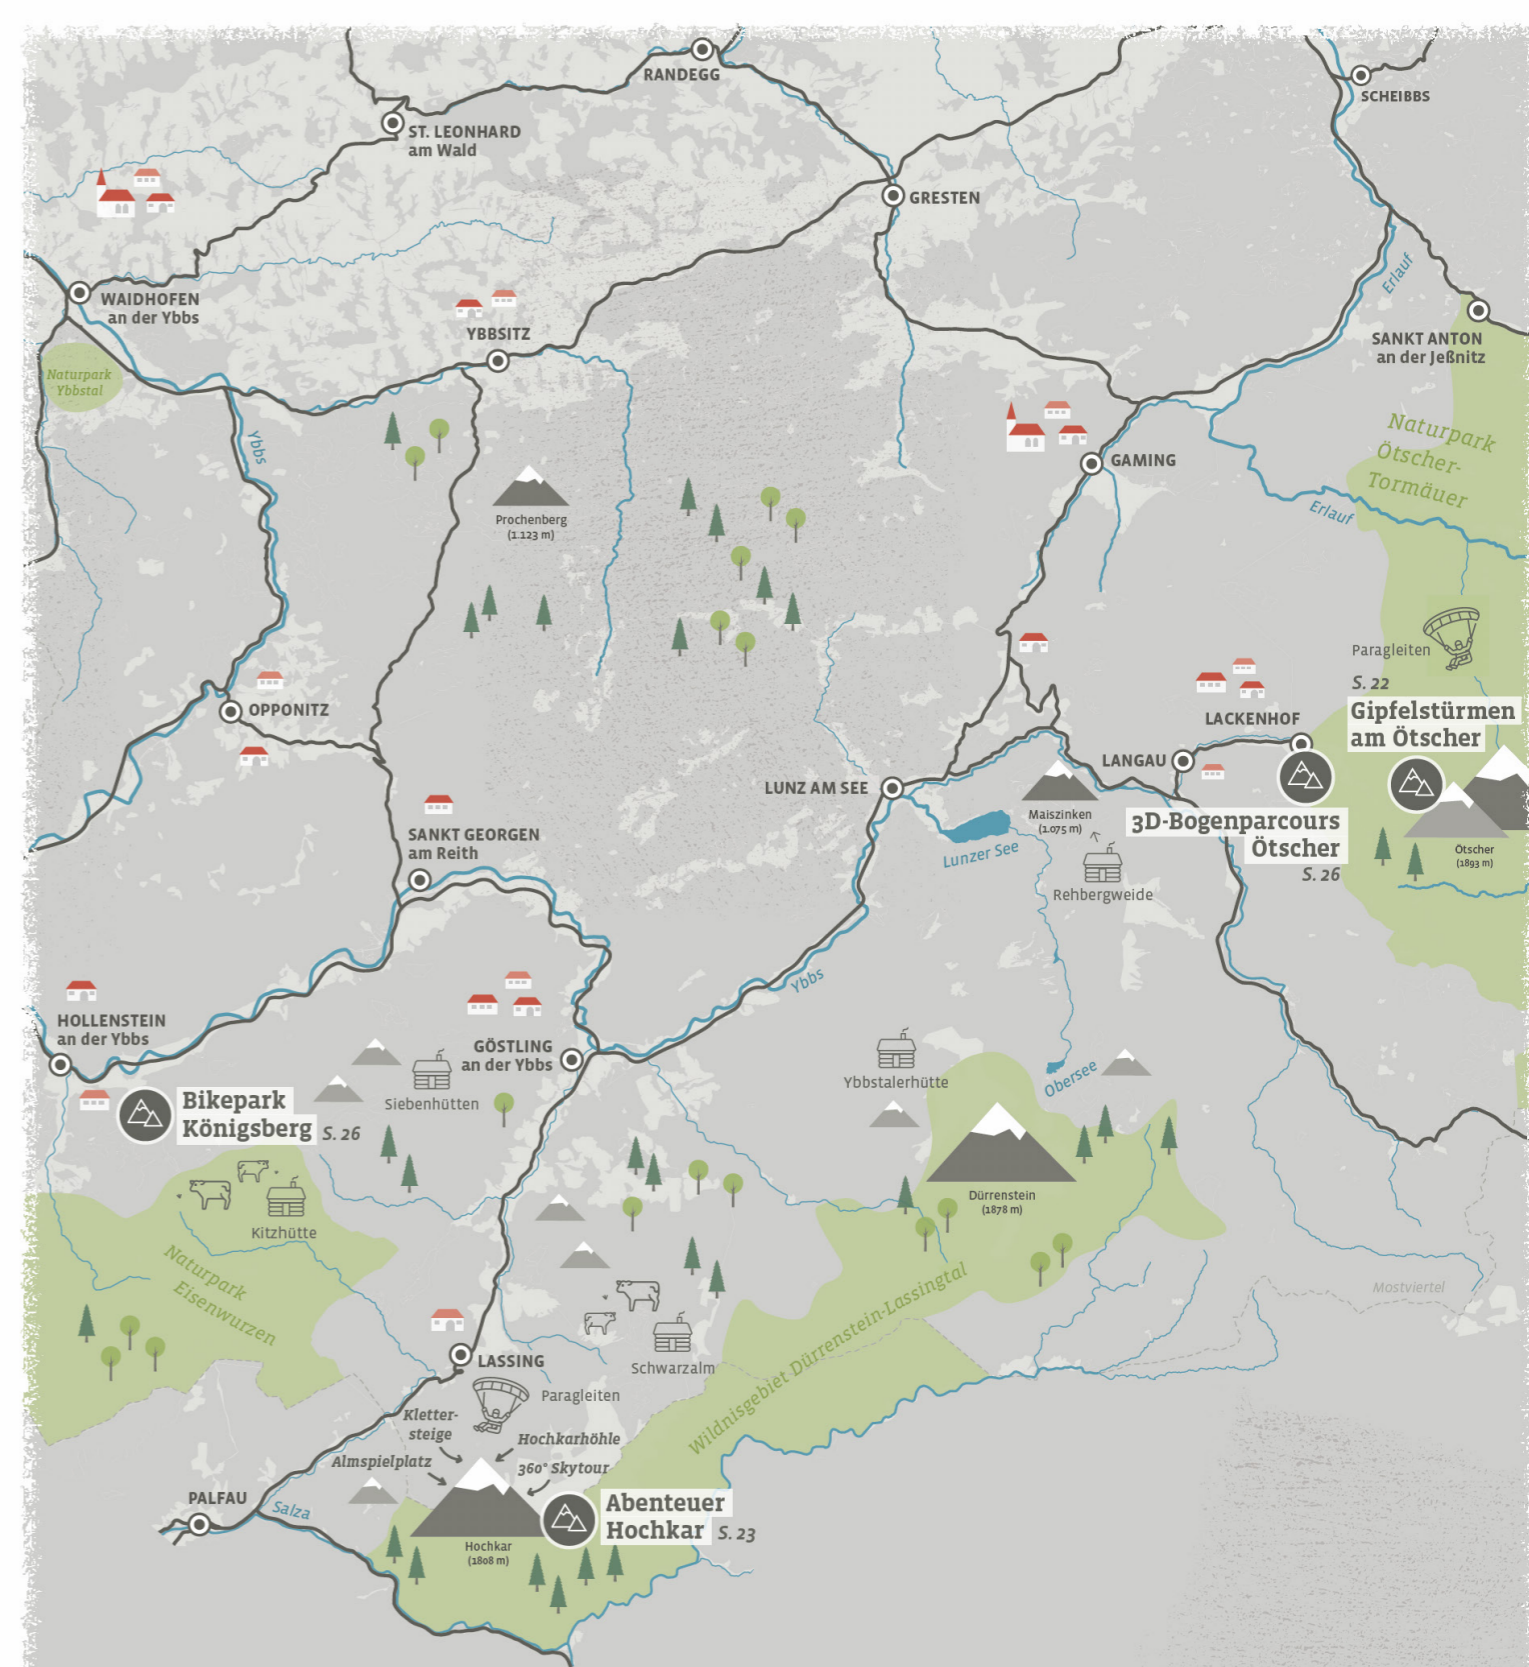 RANDEGG
SCHEIBBS
ST. LEONHARD
am Wald
GRESTEN
WAIDHOFEN
an der Ybbs
Erlauf
YBBSITZ
SANKT ANTON
an der Jeßnitz
Naturpark
Ybbstal
Ybbs
Naturpark
Ötscher-
Tormäuer
GAMING
Prochenberg
(1.123 m)
Erlauf
Paragleiten
S. 22
OPPONITZ
LACKENHOF
Gipfelstürmen
am Ötscher
LANGAU
LUNZ AM SEE
Maiszinken
(1.075 m)
3D-Bogenparcours
Ötscher
S. 26
SANKT GEORGEN
am Reith
Lunzer See
Ötscher
(1893 m)
Rehbergweide
Ybbs
HOLLENSTEIN
an der Ybbs
GÖSTLING
an der Ybbs
Ybbstalerhütte
Obersee
Siebenhütten
Bikepark
Königsberg S. 26
Dürrenstein
(1878 m)
Kitzhütte
Naturpark
Eisenwurzen
Mostviertel
Wildnisgebiet Dürrenstein-Lassingtal
LASSING
Schwarzalm
Paragleiten
Kletter-
steige
Hochkarhöhle
Almspielplatz
360° Skytour
PALFAU
Salza
Abenteuer
Hochkar S. 23
Hochkar
(1808 m)